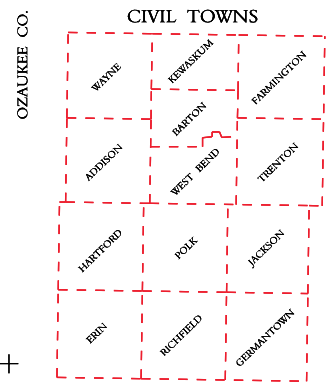 CIVIL TOWNS
OZAUKEE CO.
WAYNE
KEWASKUM
FARMINGTON
BARTON
ADDISON
WEST BEND
TRENTON
HARTFORD
POLK
JACKSON
ERIN
RICHFIELD
GERMANTOWN